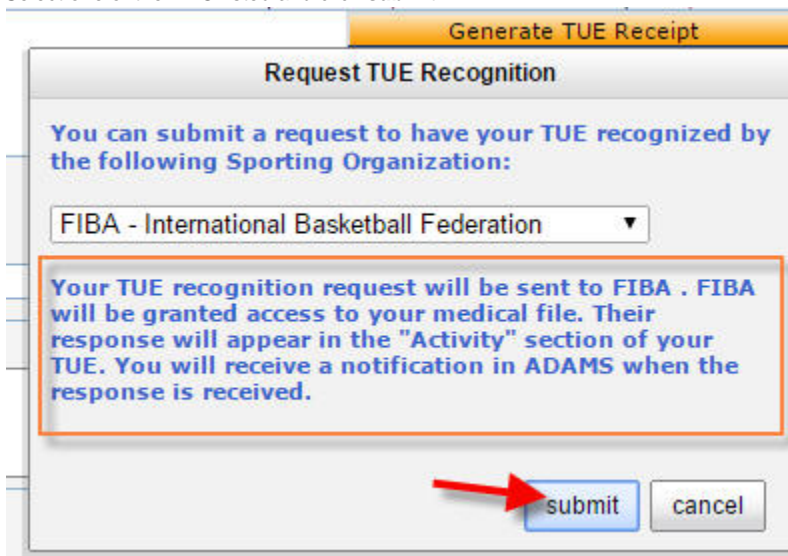 Generate TUE Receipt
Request TUE Recognition
You can submit a request to have your TUE recognized by
the following Sporting Organization:
FIBA - International Basketball Federation
Your TUE recognition request will be sent to FIBA . FIBA
will be granted access to your medical file. Their
response will appear in the "Activity" section of your
TUE. You will receive a notification in ADAMS when the
response is received.
submit cancel